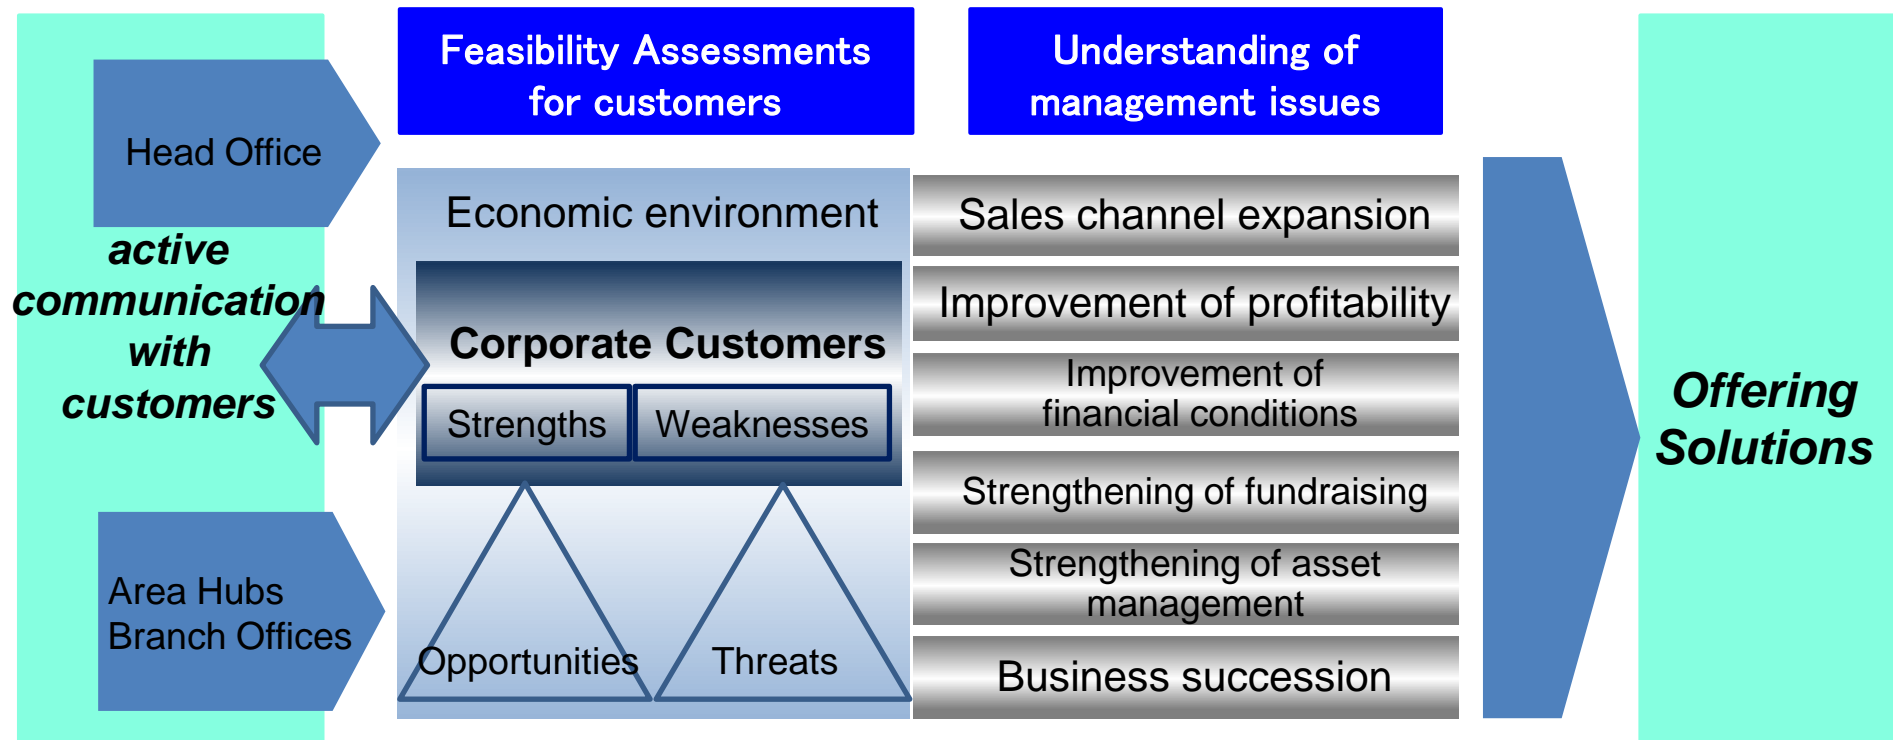 Feasibility Assessments
for customers
Understanding of
management issues
Head Office
active
communication
with
customers
Area Hubs
Branch Offices
Economic environment
Corporate Customers
Strengths
Weaknesses
Opportunities
Threats
Sales channel expansion
Improvement of profitability
Improvement of
financial conditions
Strengthening of fundraising
Strengthening of asset
management
Business succession
Offering
Solutions